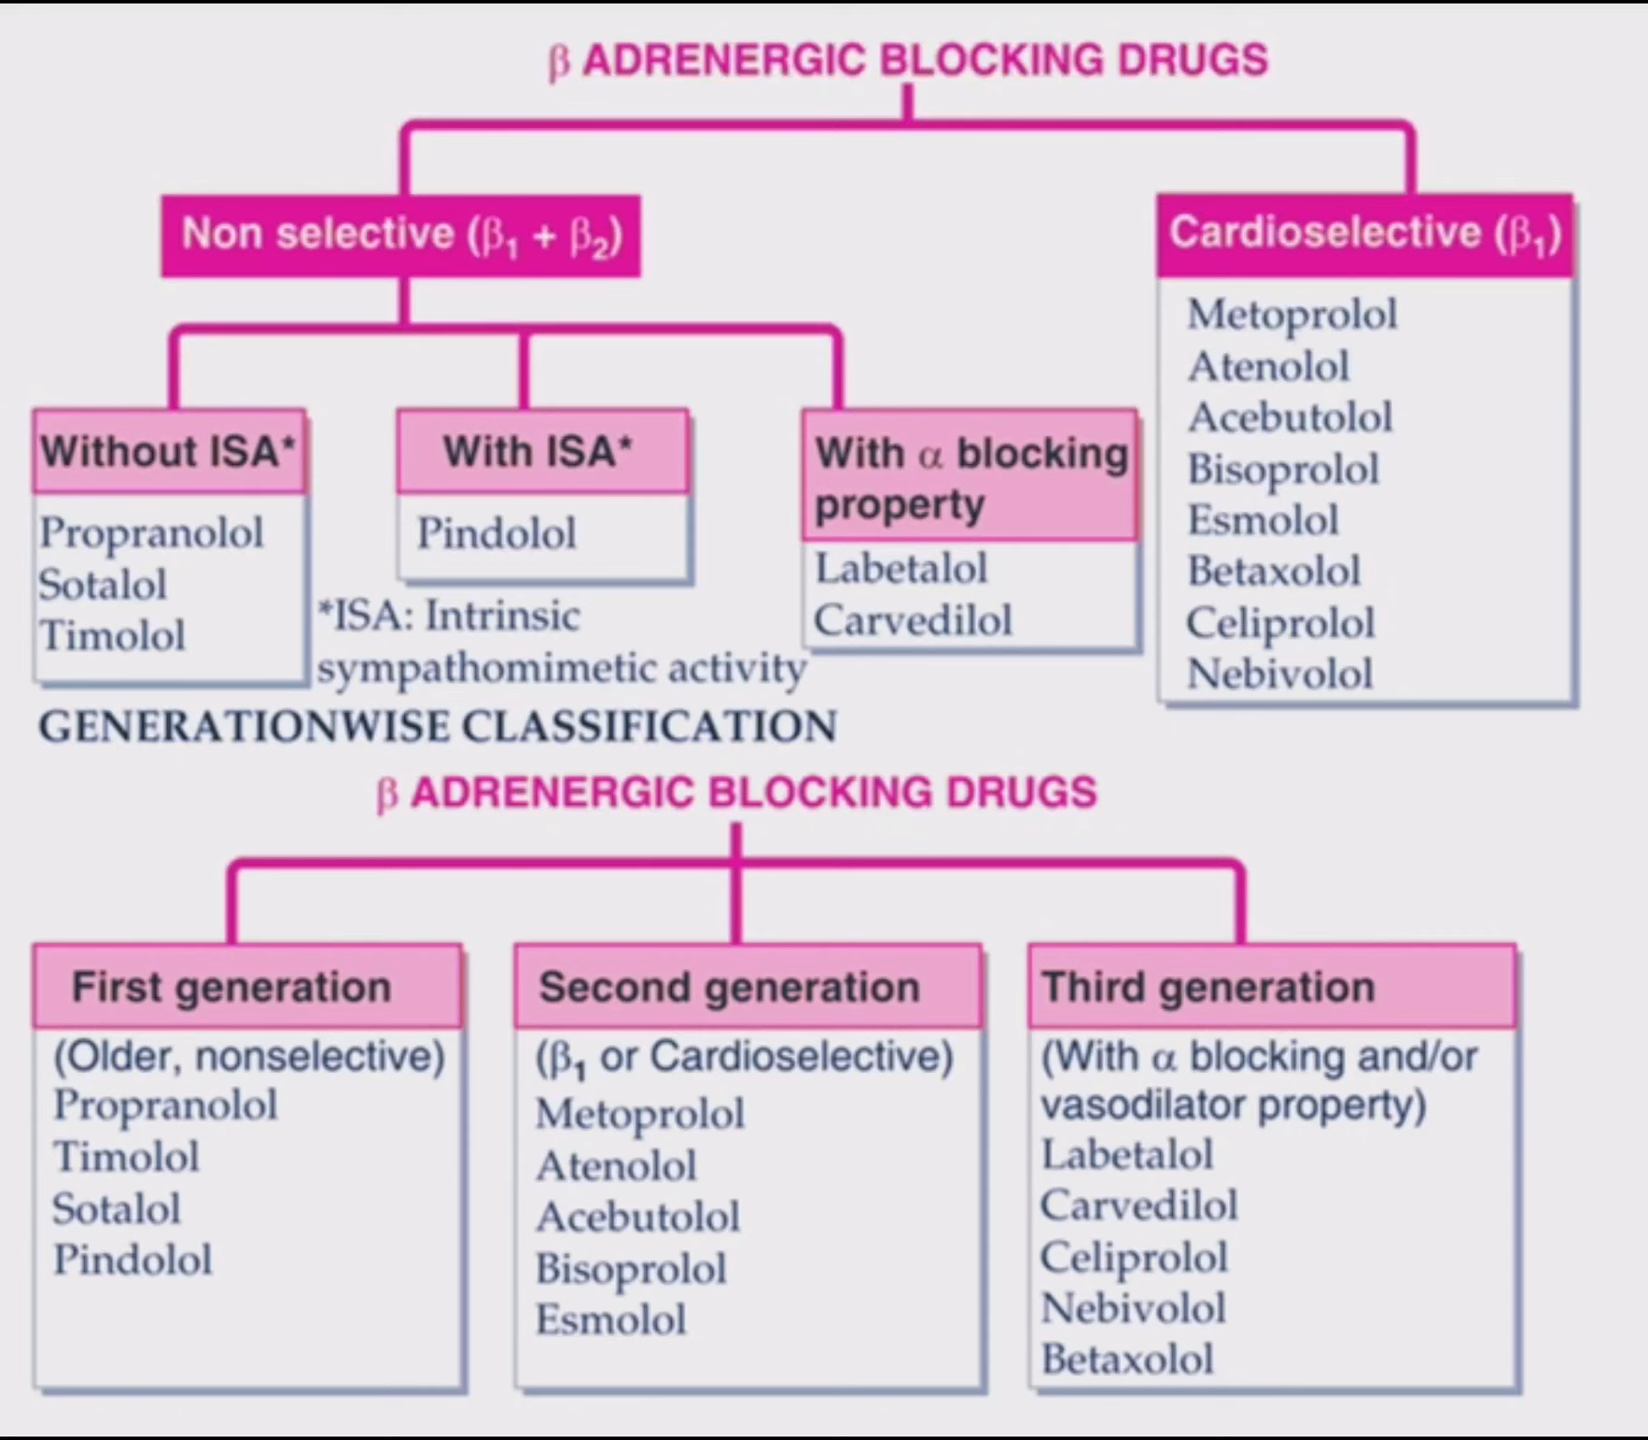 β ADRENERGIC BLOCKING DRUGS
Non selective (β₁ + β₂)
Without ISA*
Propranolol
Sotalol
Timolol
With ISA*
Pindolol
*ISA: Intrinsic
sympathomimetic activity
With α blocking
property
Labetalol
Carvedilol
Cardioselective (β₁)
Metoprolol
Atenolol
Acebutolol
Bisoprolol
Esmolol
Betaxolol
Celiprolol
Nebivolol
GENERATIONWISE CLASSIFICATION
β ADRENERGIC BLOCKING DRUGS
First generation
(Older, nonselective)
Propranolol
Timolol
Sotalol
Pindolol
Second generation
(β₁ or Cardioselective)
Metoprolol
Atenolol
Acebutolol
Bisoprolol
Esmolol
Third generation
(With α blocking and/or
vasodilator property)
Labetalol
Carvedilol
Celiprolol
Nebivolol
Betaxolol